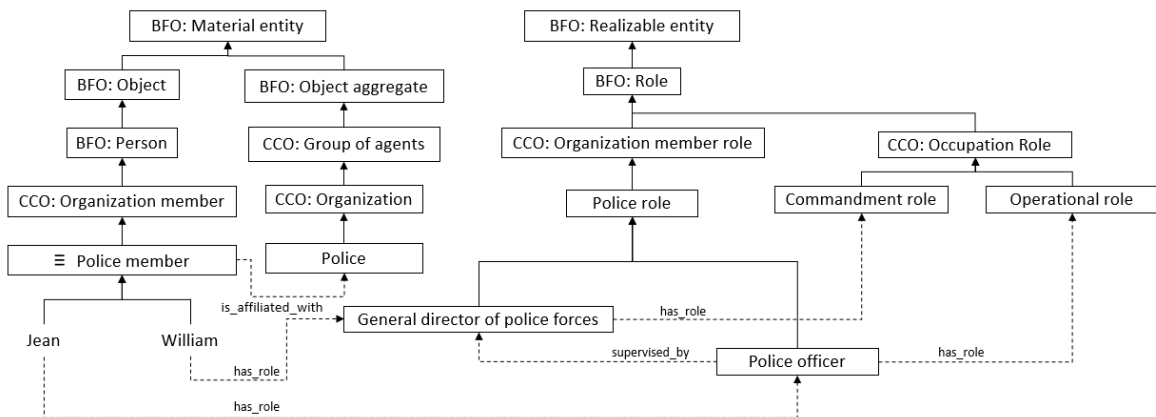 BFO: Material entity
BFO: Realizable entity
BFO: Object
BFO: Object aggregate
BFO: Role
BFO: Person
CCO: Group of agents
CCO: Organization member role
CCO: Occupation Role
CCO: Organization member
CCO: Organization
Police role
Commandment role
Operational role
≡ Police member
Police
is_affiliated_with
General director of police forces
has_role
Jean
William
supervised_by
Police officer
has_role
has_role
has_role